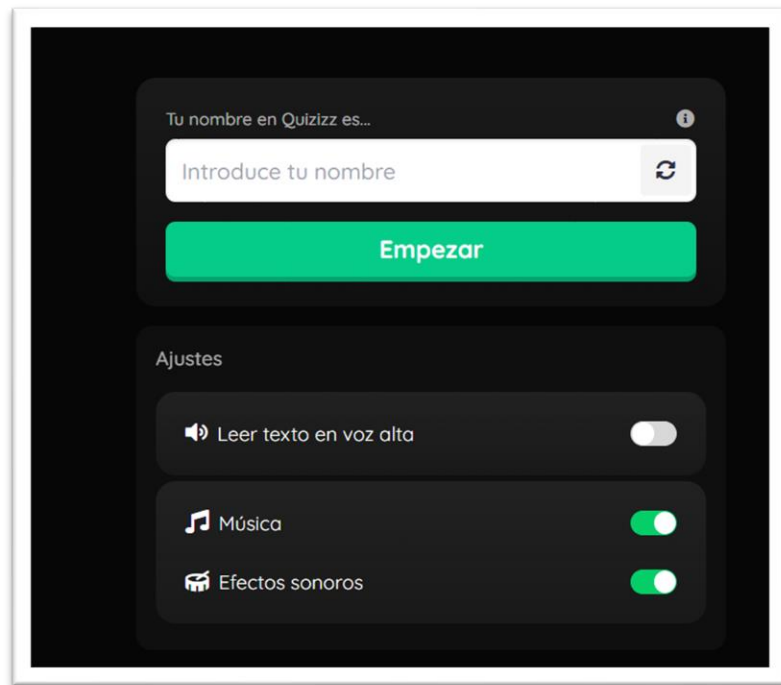 Tu nombre en Quizizz es...
Introduce tu nombre
Empezar
Ajustes
Leer texto en voz alta
Música
Efectos sonoros